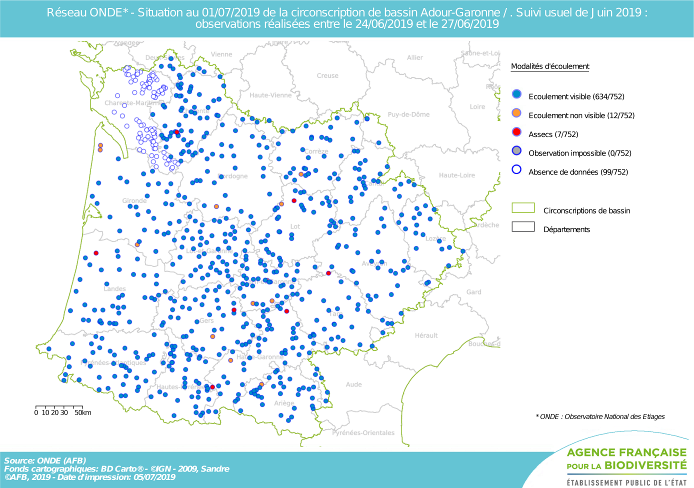 Réseau ONDE* - Situation au 01/07/2019 de la circonscription de bassin Adour-Garonne / . Suivi usuel de Juin 2019 :
observations réalisées entre le 24/06/2019 et le 27/06/2019
Vienne
Creuse
Allier
Haute-Vienne
Loire
Puy-de-Dôme
Corrèze
Haute-Loire
Gironde
Lot
Landes
Gard
Gers
Hérault
Aude
Ariège
Pyrénées-Orientales
0 10 20 30 50km
Modalités d'écoulement
Ecoulement visible (634/752)
Ecoulement non visible (12/752)
Assecs (7/752)
Observation impossible (0/752)
Absence de données (99/752)
Circonscriptions de bassin
Départements
* ONDE : Observatoire National des Etiages
Source: ONDE (AFB)
Fonds cartographiques: BD Carto® - ©IGN - 2009, Sandre
©AFB, 2019 - Date d'impression: 05/07/2019
AGENCE FRANÇAISE
POUR LA BIODIVERSITÉ
ÉTABLISSEMENT PUBLIC DE L'ÉTAT